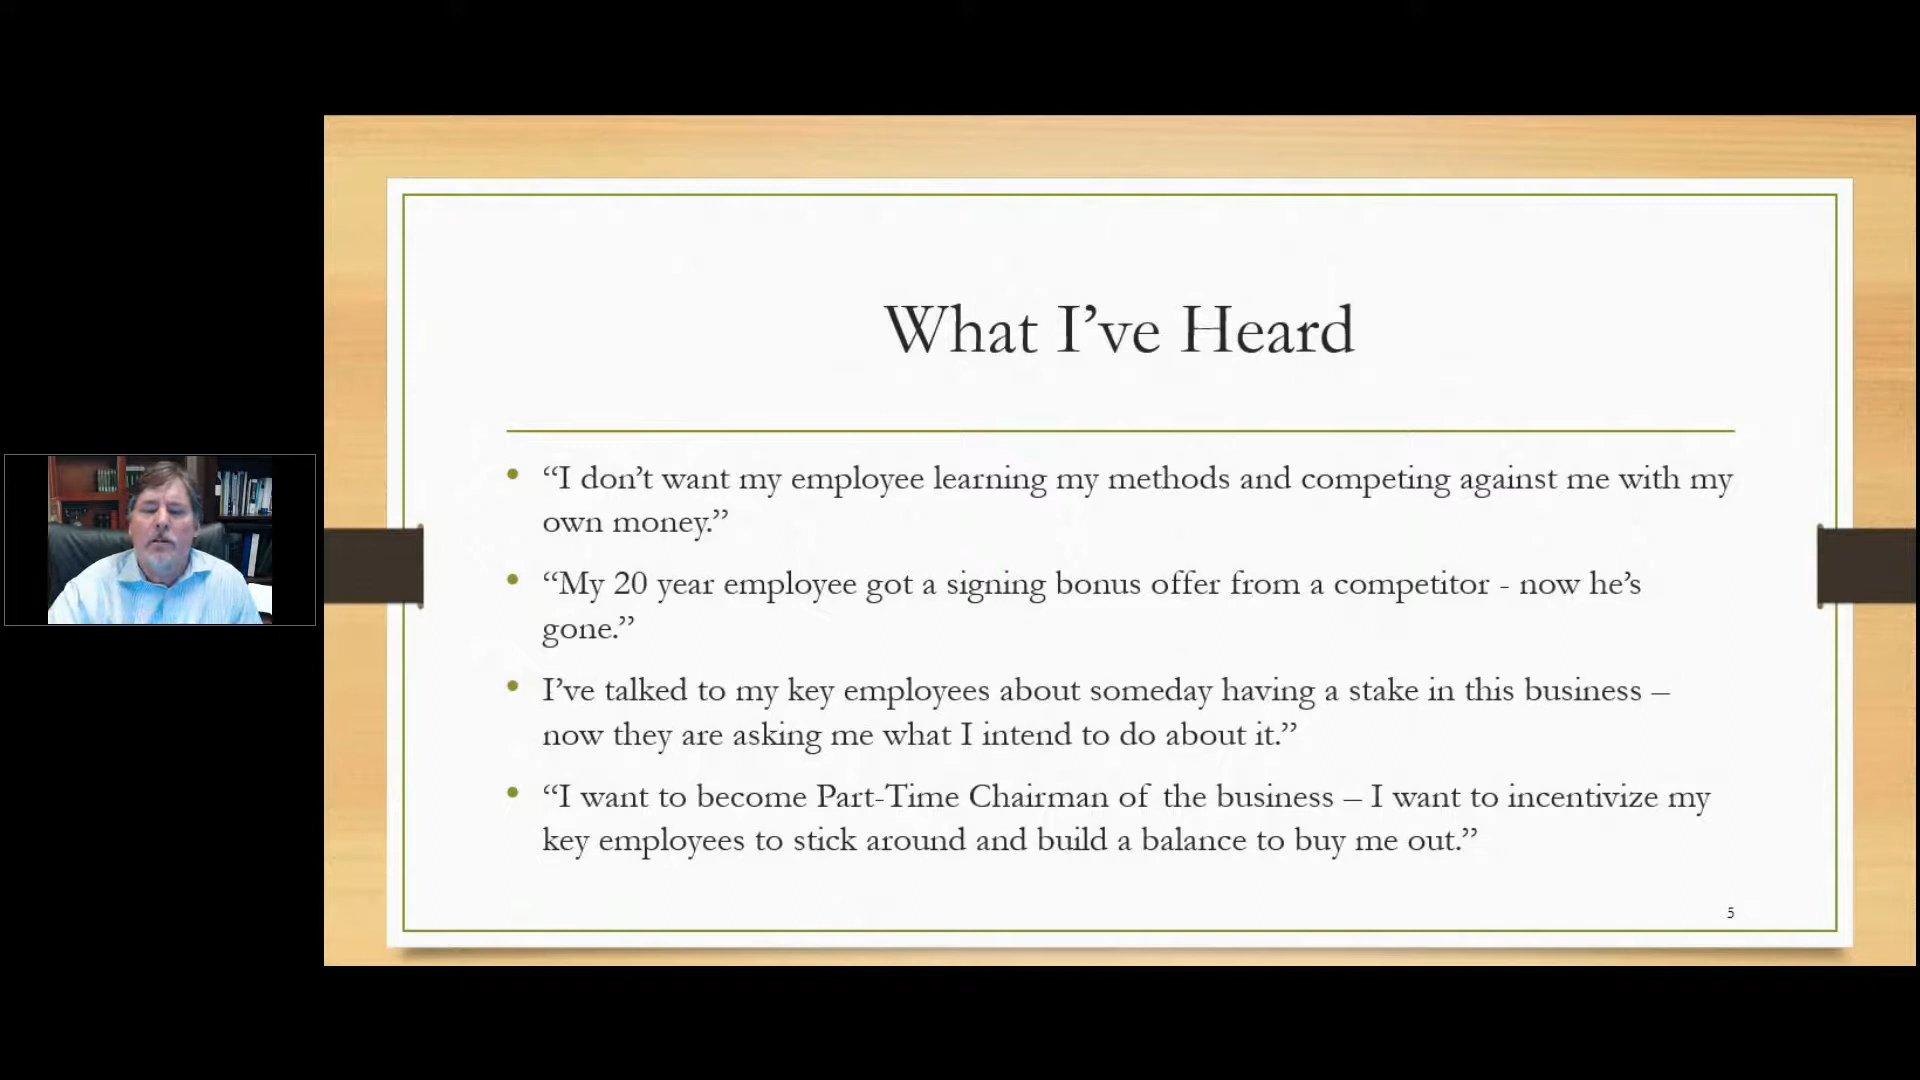 What I’ve Heard
“I don’t want my employee learning my methods and competing against me with my
own money.”
“My 20 year employee got a signing bonus offer from a competitor - now he’s
gone.”
I’ve talked to my key employees about someday having a stake in this business –
now they are asking me what I intend to do about it.”
“I want to become Part-Time Chairman of the business – I want to incentivize my
key employees to stick around and build a balance to buy me out.”
5